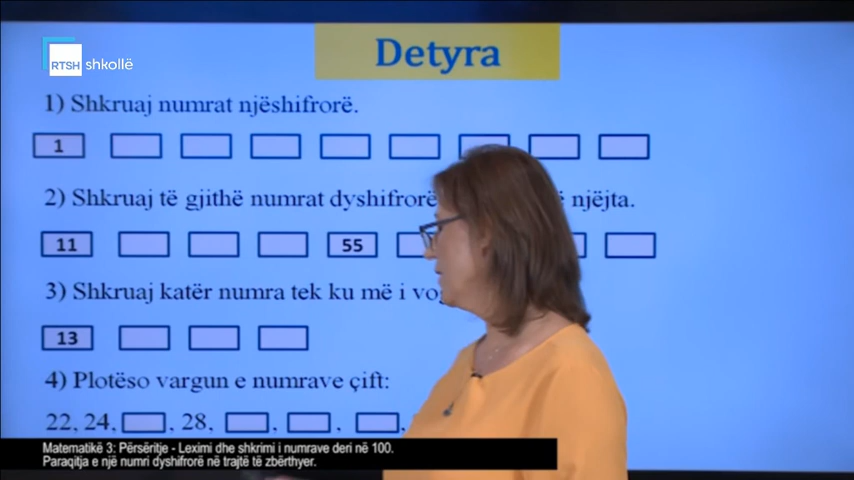 RTSH shkollë
Detyra
1) Shkruaj numrat njëshifrorë.
1
2) Shkruaj të gjithë numrat dyshifrorë njëjta.
11 55
3) Shkruaj katër numra tek ku më i
13
4) Plotëso vargun e numrave çift:
22, 24, , 28, , , ,
Matematikë 3: Përsëritje - Leximi dhe shkrimi i numrave deri në 100.
Paraqitja e një numri dyshifrorë në trajtë të zbërthyer.